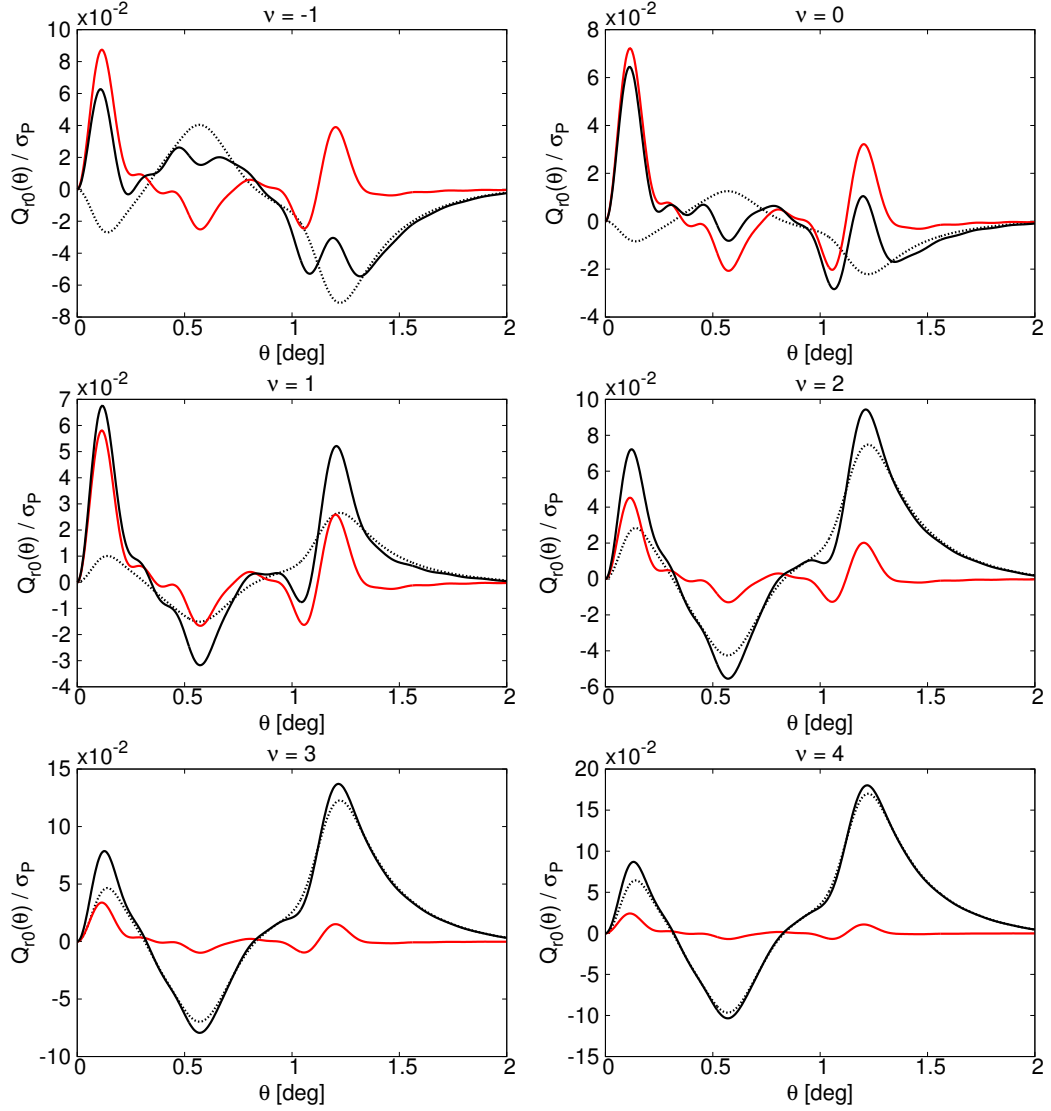 x10⁻² ν = -1
10
8
6
4
2
0
-2
-4
-6
-8
Q_r0(θ) / σ_P
0 0.5 1 1.5 2
θ [deg]
x10⁻² ν = 0
8
6
4
2
0
-2
-4
Q_r0(θ) / σ_P
0 0.5 1 1.5 2
θ [deg]
x10⁻² ν = 1
7
6
5
4
3
2
1
0
-1
-2
-3
-4
Q_r0(θ) / σ_P
0 0.5 1 1.5 2
θ [deg]
x10⁻² ν = 2
10
8
6
4
2
0
-2
-4
-6
Q_r0(θ) / σ_P
0 0.5 1 1.5 2
θ [deg]
x10⁻² ν = 3
15
10
5
0
-5
-10
Q_r0(θ) / σ_P
0 0.5 1 1.5 2
θ [deg]
x10⁻² ν = 4
20
15
10
5
0
-5
-10
-15
Q_r0(θ) / σ_P
0 0.5 1 1.5 2
θ [deg]